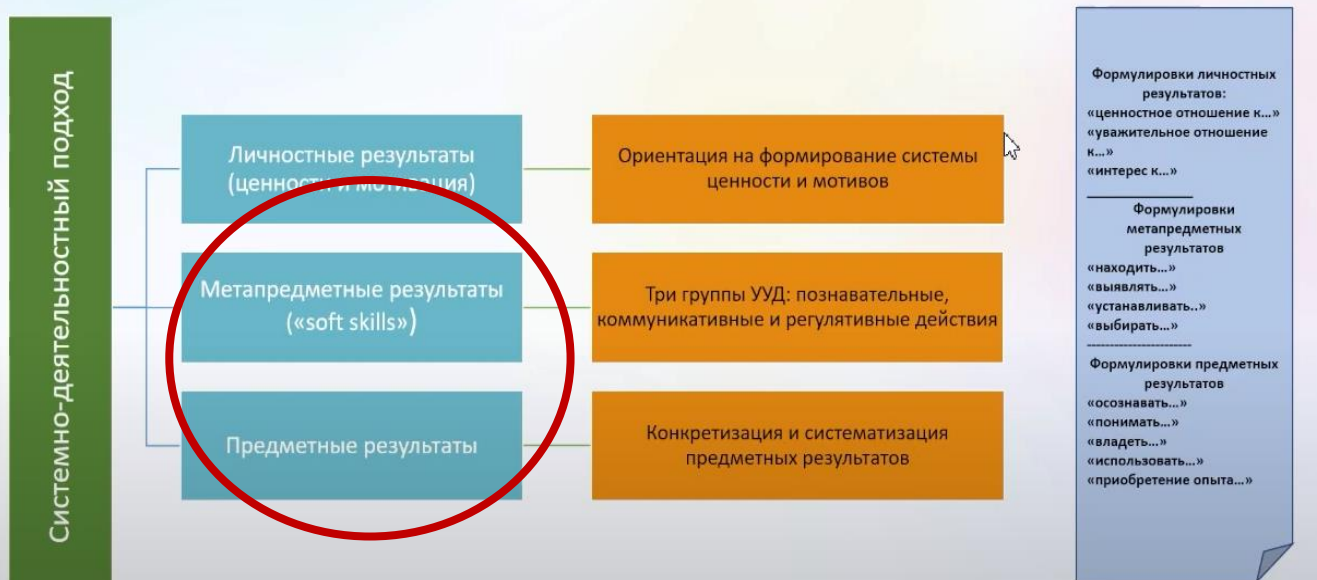 Системно-деятельностный подход
Личностные результаты
(ценности и мотивация)
Ориентация на формирование системы
ценности и мотивов
Метапредметные результаты
(«soft skills»)
Три группы УУД: познавательные,
коммуникативные и регулятивные действия
Предметные результаты
Конкретизация и систематизация
предметных результатов
Формулировки личностных
результатов:
«ценностное отношение к...»
«уважительное отношение
к...»
«интерес к...»
Формулировки
метапредметных
результатов
«находить...»
«выявлять...»
«устанавливать..»
«выбирать...»
Формулировки предметных
результатов
«осознавать...»
«понимать...»
«владеть...»
«использовать...»
«приобретение опыта...»